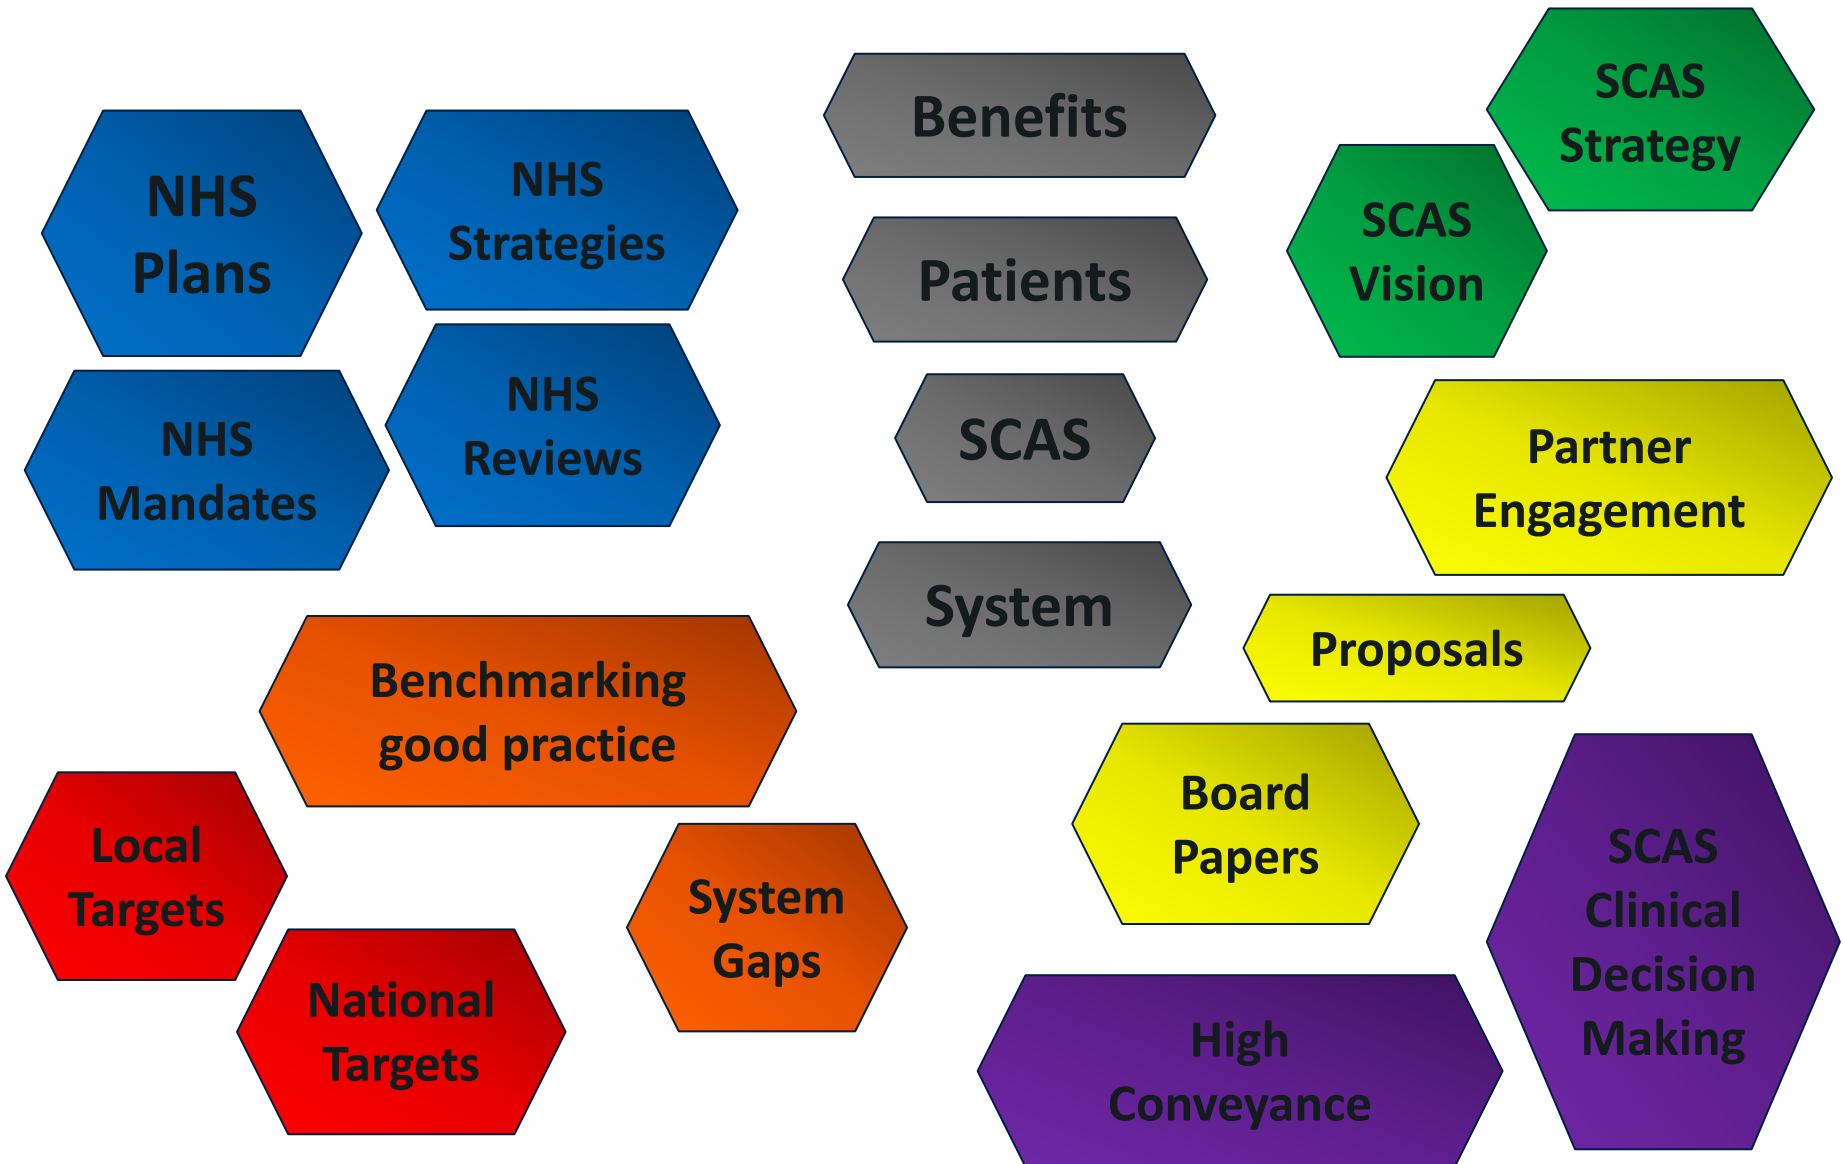 NHS
Plans
NHS
Strategies
NHS
Mandates
NHS
Reviews
Benefits
Patients
SCAS
System
SCAS
Strategy
SCAS
Vision
Partner
Engagement
Proposals
Board
Papers
Benchmarking
good practice
System
Gaps
Local
Targets
National
Targets
High
Conveyance
SCAS
Clinical
Decision
Making